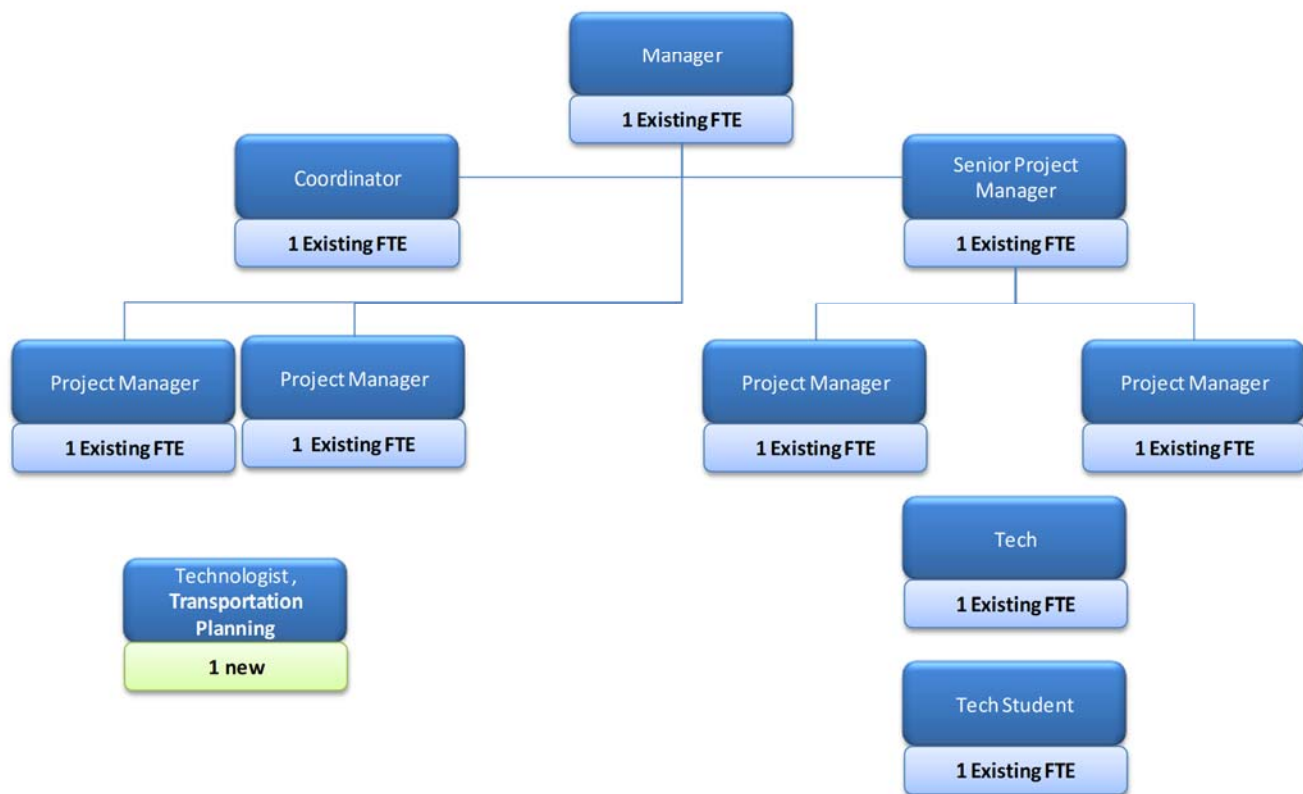 Manager
1 Existing FTE
Coordinator
1 Existing FTE
Senior Project
Manager
1 Existing FTE
Project Manager
1 Existing FTE
Project Manager
1 Existing FTE
Project Manager
1 Existing FTE
Project Manager
1 Existing FTE
Tech
1 Existing FTE
Technologist ,
Transportation
Planning
1 new
Tech Student
1 Existing FTE